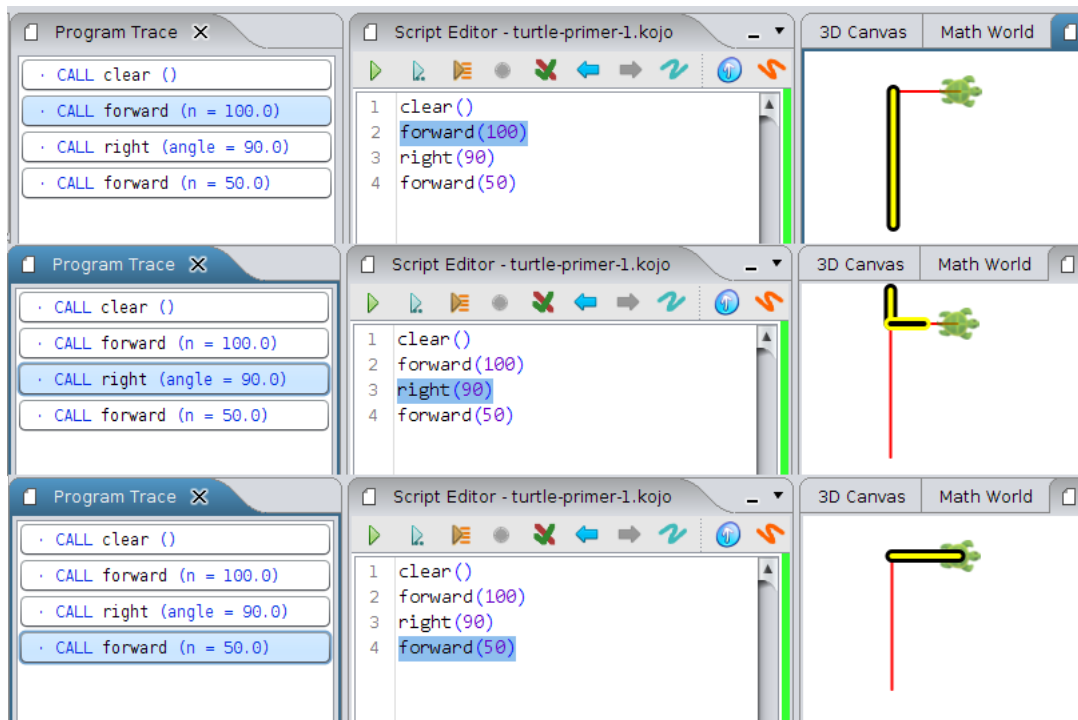 Program Trace
Script Editor - turtle-primer-1.kojo
3D Canvas
Math World
· CALL clear ()
· CALL forward (n = 100.0)
· CALL right (angle = 90.0)
· CALL forward (n = 50.0)
1 clear()
2 forward(100)
3 right(90)
4 forward(50)
Program Trace
Script Editor - turtle-primer-1.kojo
3D Canvas
Math World
· CALL clear ()
· CALL forward (n = 100.0)
· CALL right (angle = 90.0)
· CALL forward (n = 50.0)
1 clear()
2 forward(100)
3 right(90)
4 forward(50)
Program Trace
Script Editor - turtle-primer-1.kojo
3D Canvas
Math World
· CALL clear ()
· CALL forward (n = 100.0)
· CALL right (angle = 90.0)
· CALL forward (n = 50.0)
1 clear()
2 forward(100)
3 right(90)
4 forward(50)